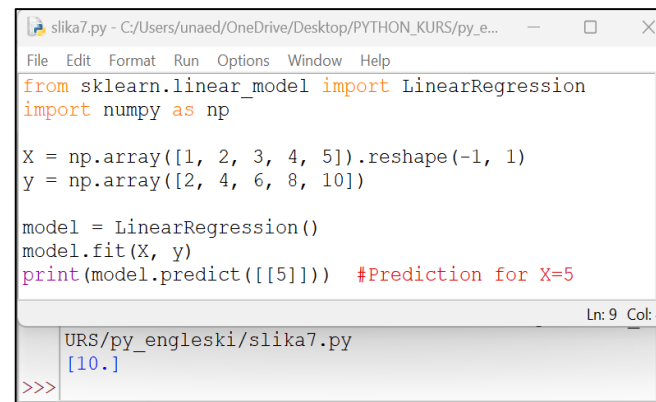 slika7.py - C:/Users/unaed/OneDrive/Desktop/PYTHON_KURS/py_e...
File Edit Format Run Options Window Help
from sklearn.linear_model import LinearRegression
import numpy as np
X = np.array([1, 2, 3, 4, 5]).reshape(-1, 1)
y = np.array([2, 4, 6, 8, 10])
model = LinearRegression()
model.fit(X, y)
print(model.predict([[5]])) #Prediction for X=5
Ln: 9 Col:
URS/py_engleski/slika7.py
[10.]
>>>